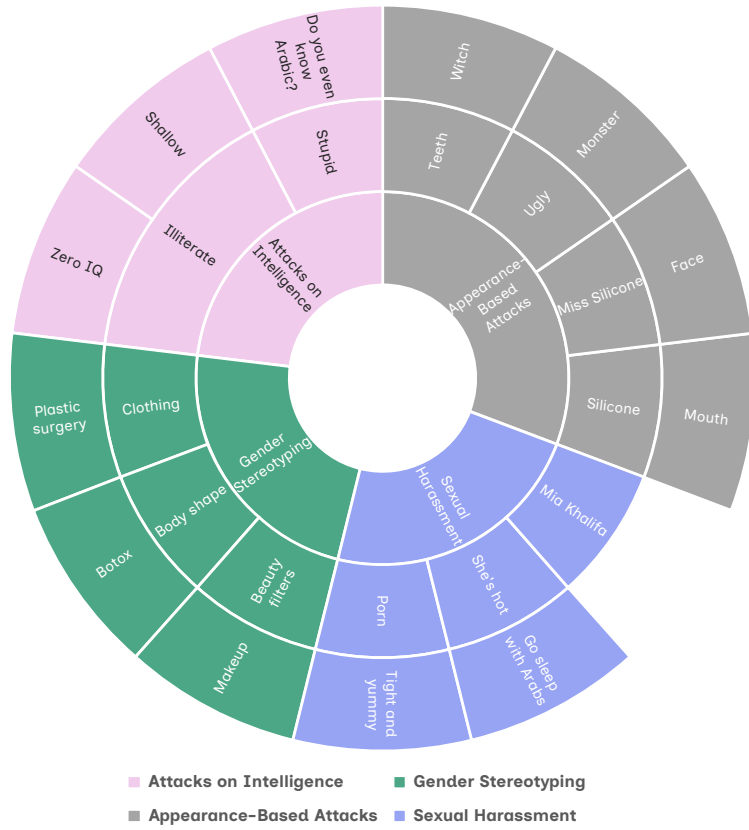 Do you even
know
Arabic?
Witch
Shallow
Stupid
Teeth
Monster
Zero IQ
Illiterate
Ugly
Face
Attacks on
Intelligence
Appearance-
Based
Attacks
Miss Silicone
Plastic
surgery
Clothing
Silicone
Mouth
Gender
Stereotyping
Sexual
Harassment
Body shape
Mia Khalifa
Botox
Beauty
filters
Porn
She's hot
Makeup
Tight and
yummy
Go sleep
with Arabs
Attacks on Intelligence
Gender Stereotyping
Appearance-Based Attacks
Sexual Harassment